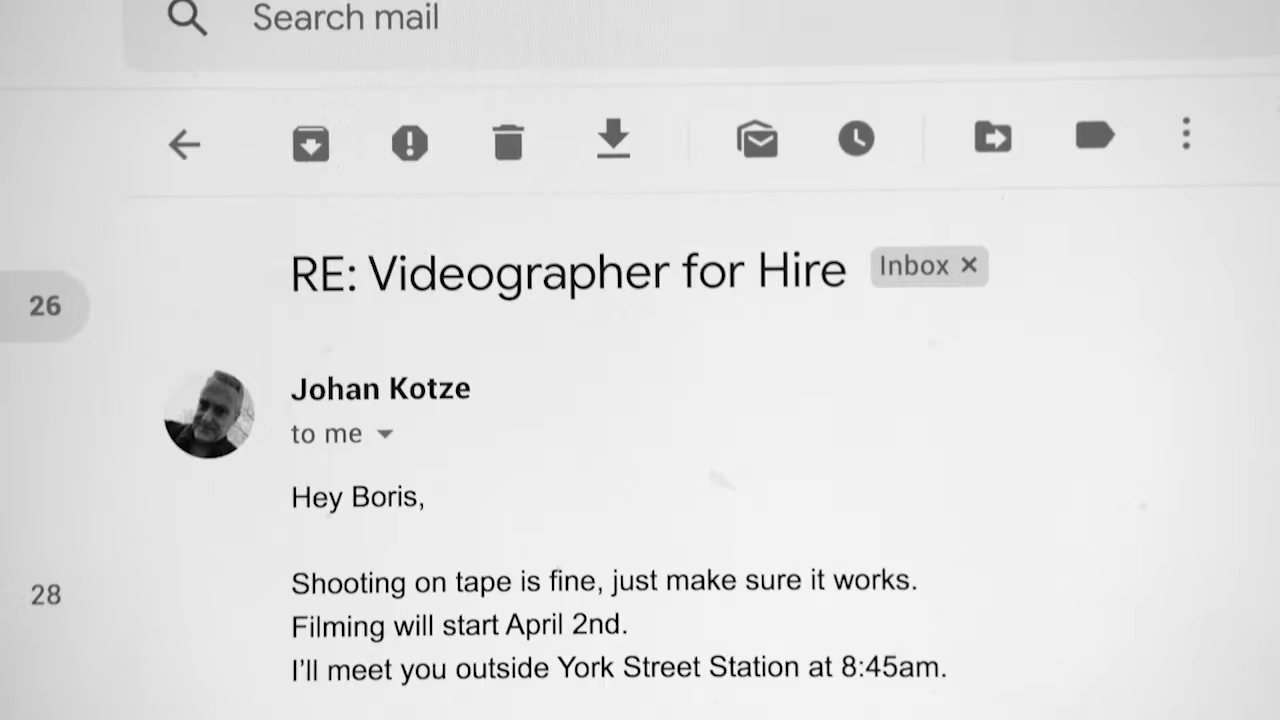 Search mail
RE: Videographer for Hire
Inbox ×
26
Johan Kotze
to me
Hey Boris,
28
Shooting on tape is fine, just make sure it works.
Filming will start April 2nd.
I’ll meet you outside York Street Station at 8:45am.